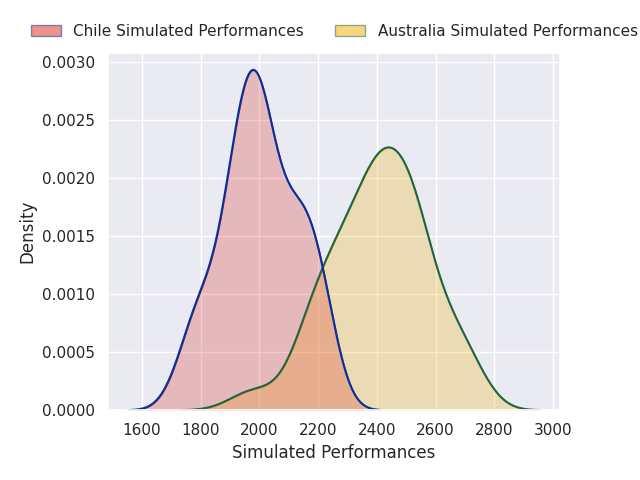 Chile Simulated Performances Australia Simulated Performances
0.0030
0.0025
0.0020
0.0015
0.0010
0.0005
0.0000
Density
1600 1800 2000 2200 2400 2600 2800 3000
Simulated Performances